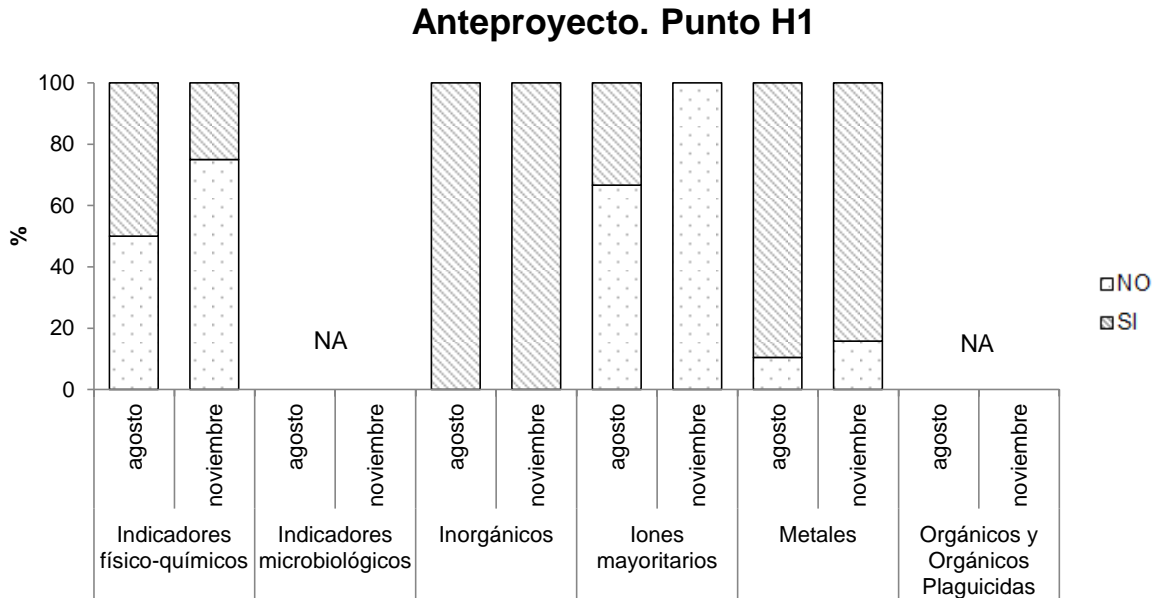 Anteproyecto. Punto H1
100
80
60
40
20
0
%
NA
NA
NO
SI
agosto
noviembre
agosto
noviembre
agosto
noviembre
agosto
noviembre
agosto
noviembre
agosto
noviembre
Indicadores
físico-químicos
Indicadores
microbiológicos
Inorgánicos
Iones
mayoritarios
Metales
Orgánicos y
Orgánicos
Plaguicidas